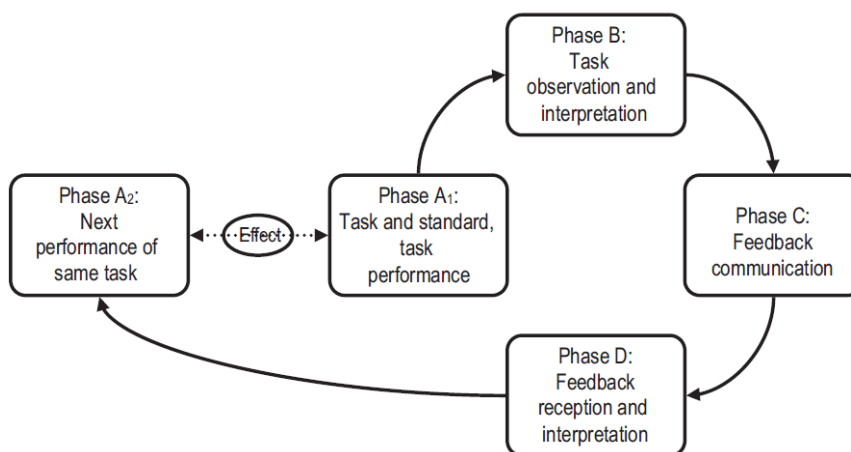 Phase B:
Task
observation and
interpretation
Phase A₂:
Next
performance of
same task
Effect
Phase A₁:
Task and standard,
task
performance
Phase C:
Feedback
communication
Phase D:
Feedback
reception and
interpretation